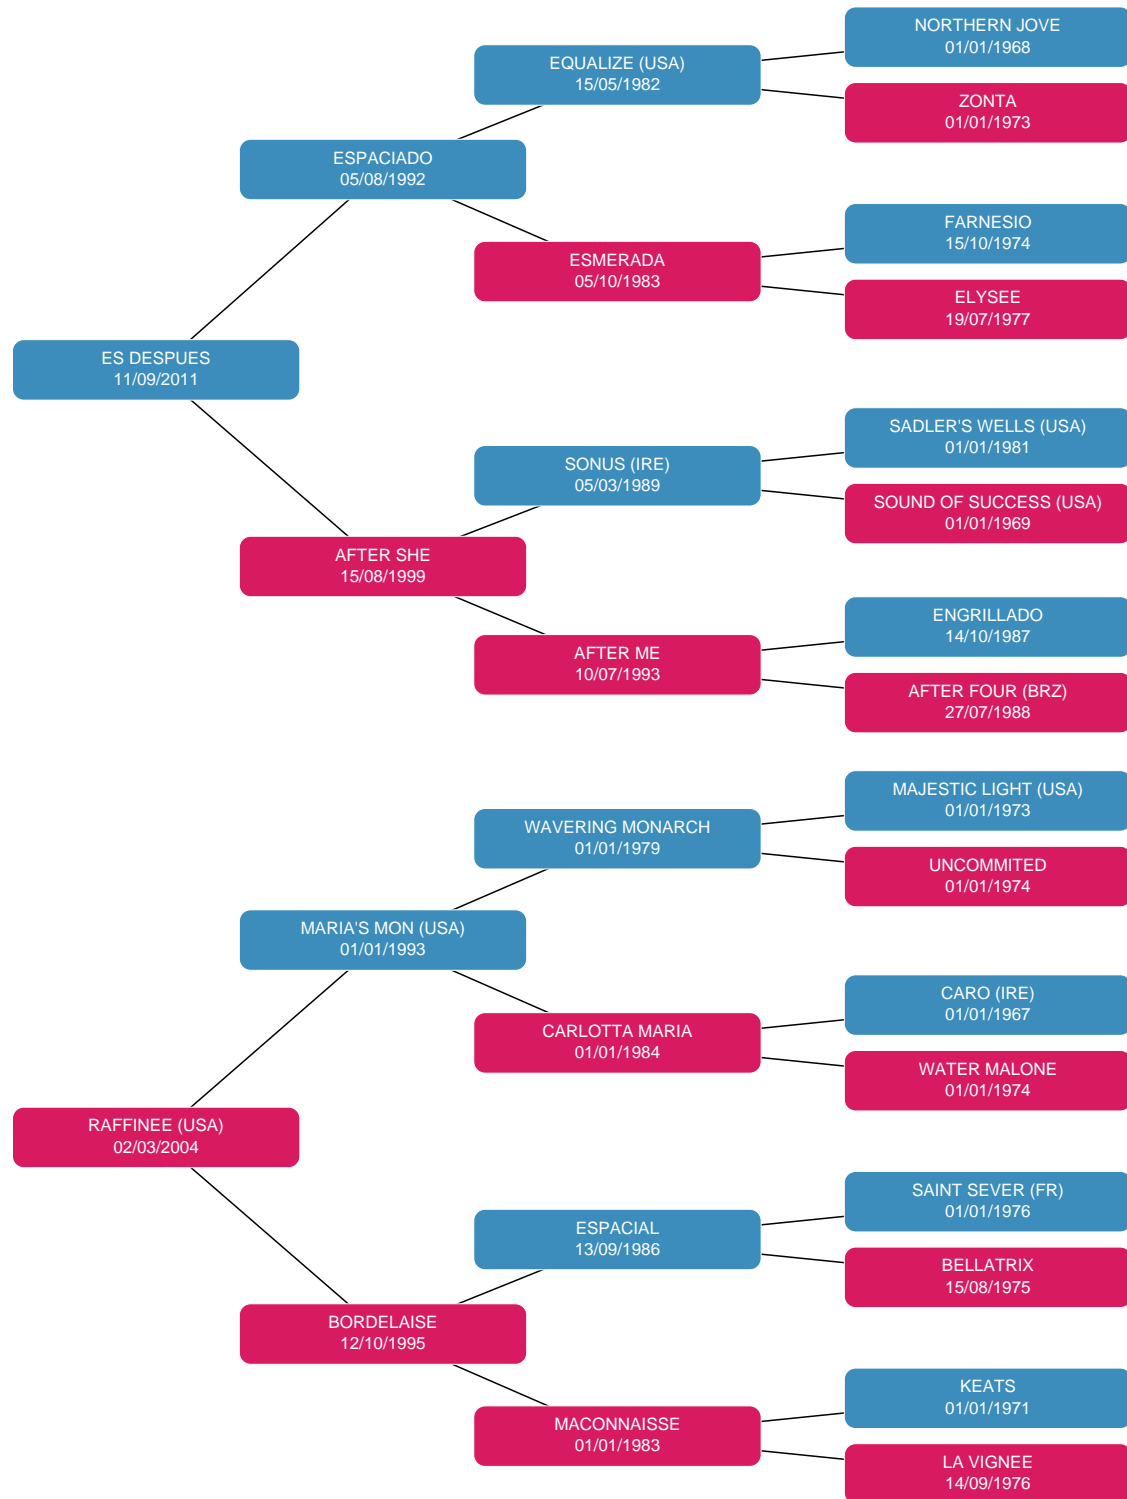 NORTHERN JOVE
01/01/1968
EQUALIZE (USA)
15/05/1982
ZONTA
01/01/1973
ESPACIADO
05/08/1992
FARNESIO
15/10/1974
ESMERADA
05/10/1983
ELYSEE
19/07/1977
ES DESPUES
11/09/2011
SADLER'S WELLS (USA)
01/01/1981
SONUS (IRE)
05/03/1989
SOUND OF SUCCESS (USA)
01/01/1969
AFTER SHE
15/08/1999
ENGRILLADO
14/10/1987
AFTER ME
10/07/1993
AFTER FOUR (BRZ)
27/07/1988
MAJESTIC LIGHT (USA)
01/01/1973
WAVERING MONARCH
01/01/1979
UNCOMMITED
01/01/1974
MARIA'S MON (USA)
01/01/1993
CARO (IRE)
01/01/1967
CARLOTTA MARIA
01/01/1984
WATER MALONE
01/01/1974
RAFFINEE (USA)
02/03/2004
SAINT SEVER (FR)
01/01/1976
ESPACIAL
13/09/1986
BELLATRIX
15/08/1975
BORDELAISE
12/10/1995
KEATS
01/01/1971
MACONNAISSE
01/01/1983
LA VIGNEE
14/09/1976